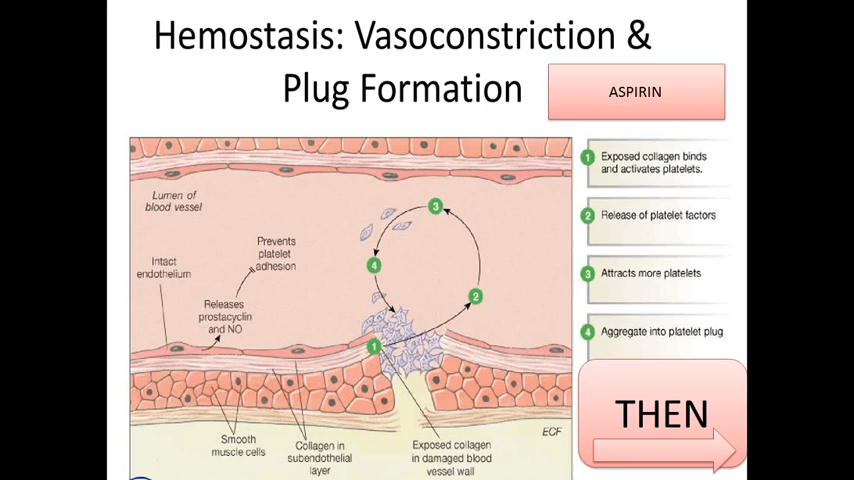 Hemostasis: Vasoconstriction &
Plug Formation
ASPIRIN
Lumen of
blood vessel
Intact
endothelium
Prevents
platelet
adhesion
Releases
prostacyclin
and NO
3
4
2
1
Smooth
muscle cells
Collagen in
subendothelial
layer
Exposed collagen
in damaged blood
vessel wall
ECF
1 Exposed collagen binds
and activates platelets.
2 Release of platelet factors
3 Attracts more platelets
4 Aggregate into platelet plug
THEN